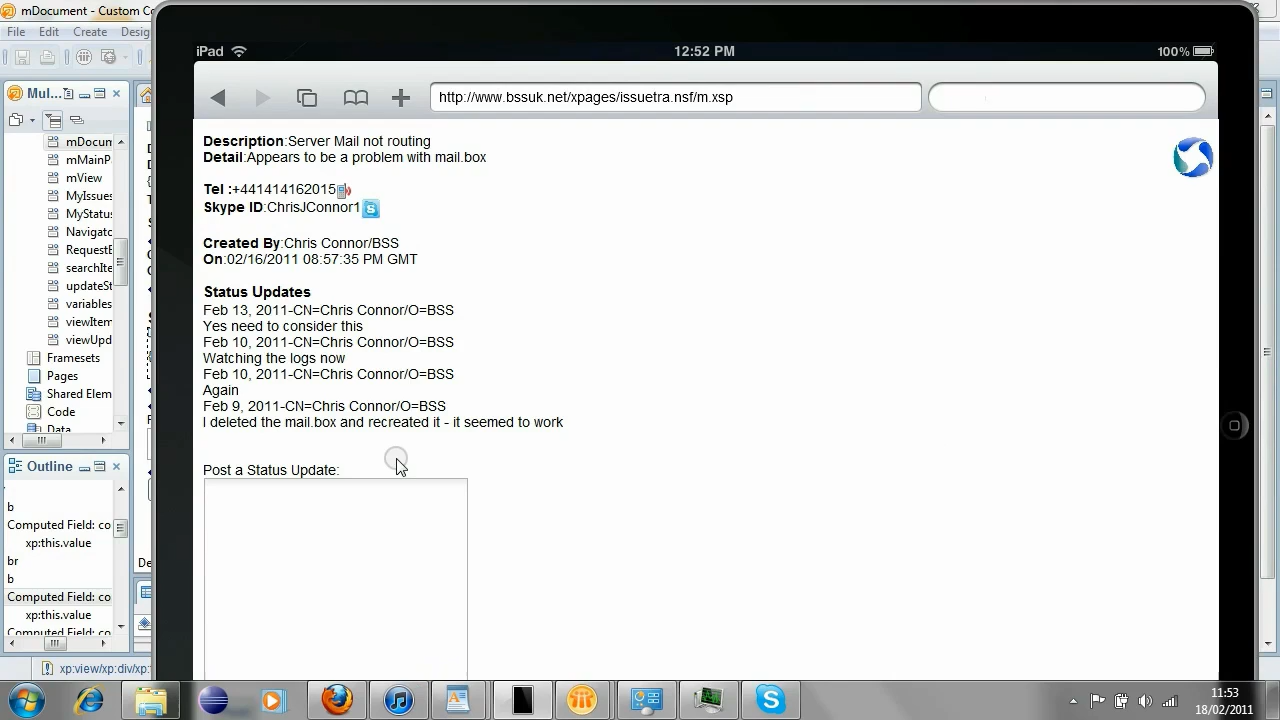 mDocument - Custom Co
File Edit Create Desig
Mul
mDocum
mMainP
mView
MyIssues
MyStatus
Navigato
RequestB
searchIte
updateSt
variables
viewItem
viewUpd
Framesets
Pages
Shared Elem
Code
Data
Outline
b
Computed Field: co
xp:this.value
br
b
Computed Field: co
xp:this.value
Computed Field: co
xp:view/xp:div/xp:
De
iPad
12:52 PM
100%
http://www.bssuk.net/xpages/issuetra.nsf/m.xsp
Description:Server Mail not routing
Detail:Appears to be a problem with mail.box
Tel :+441414162015
Skype ID:ChrisJConnor1
Created By:Chris Connor/BSS
On:02/16/2011 08:57:35 PM GMT
Status Updates
Feb 13, 2011-CN=Chris Connor/O=BSS
Yes need to consider this
Feb 10, 2011-CN=Chris Connor/O=BSS
Watching the logs now
Feb 10, 2011-CN=Chris Connor/O=BSS
Again
Feb 9, 2011-CN=Chris Connor/O=BSS
I deleted the mail.box and recreated it - it seemed to work
Post a Status Update:
11:53
18/02/2011